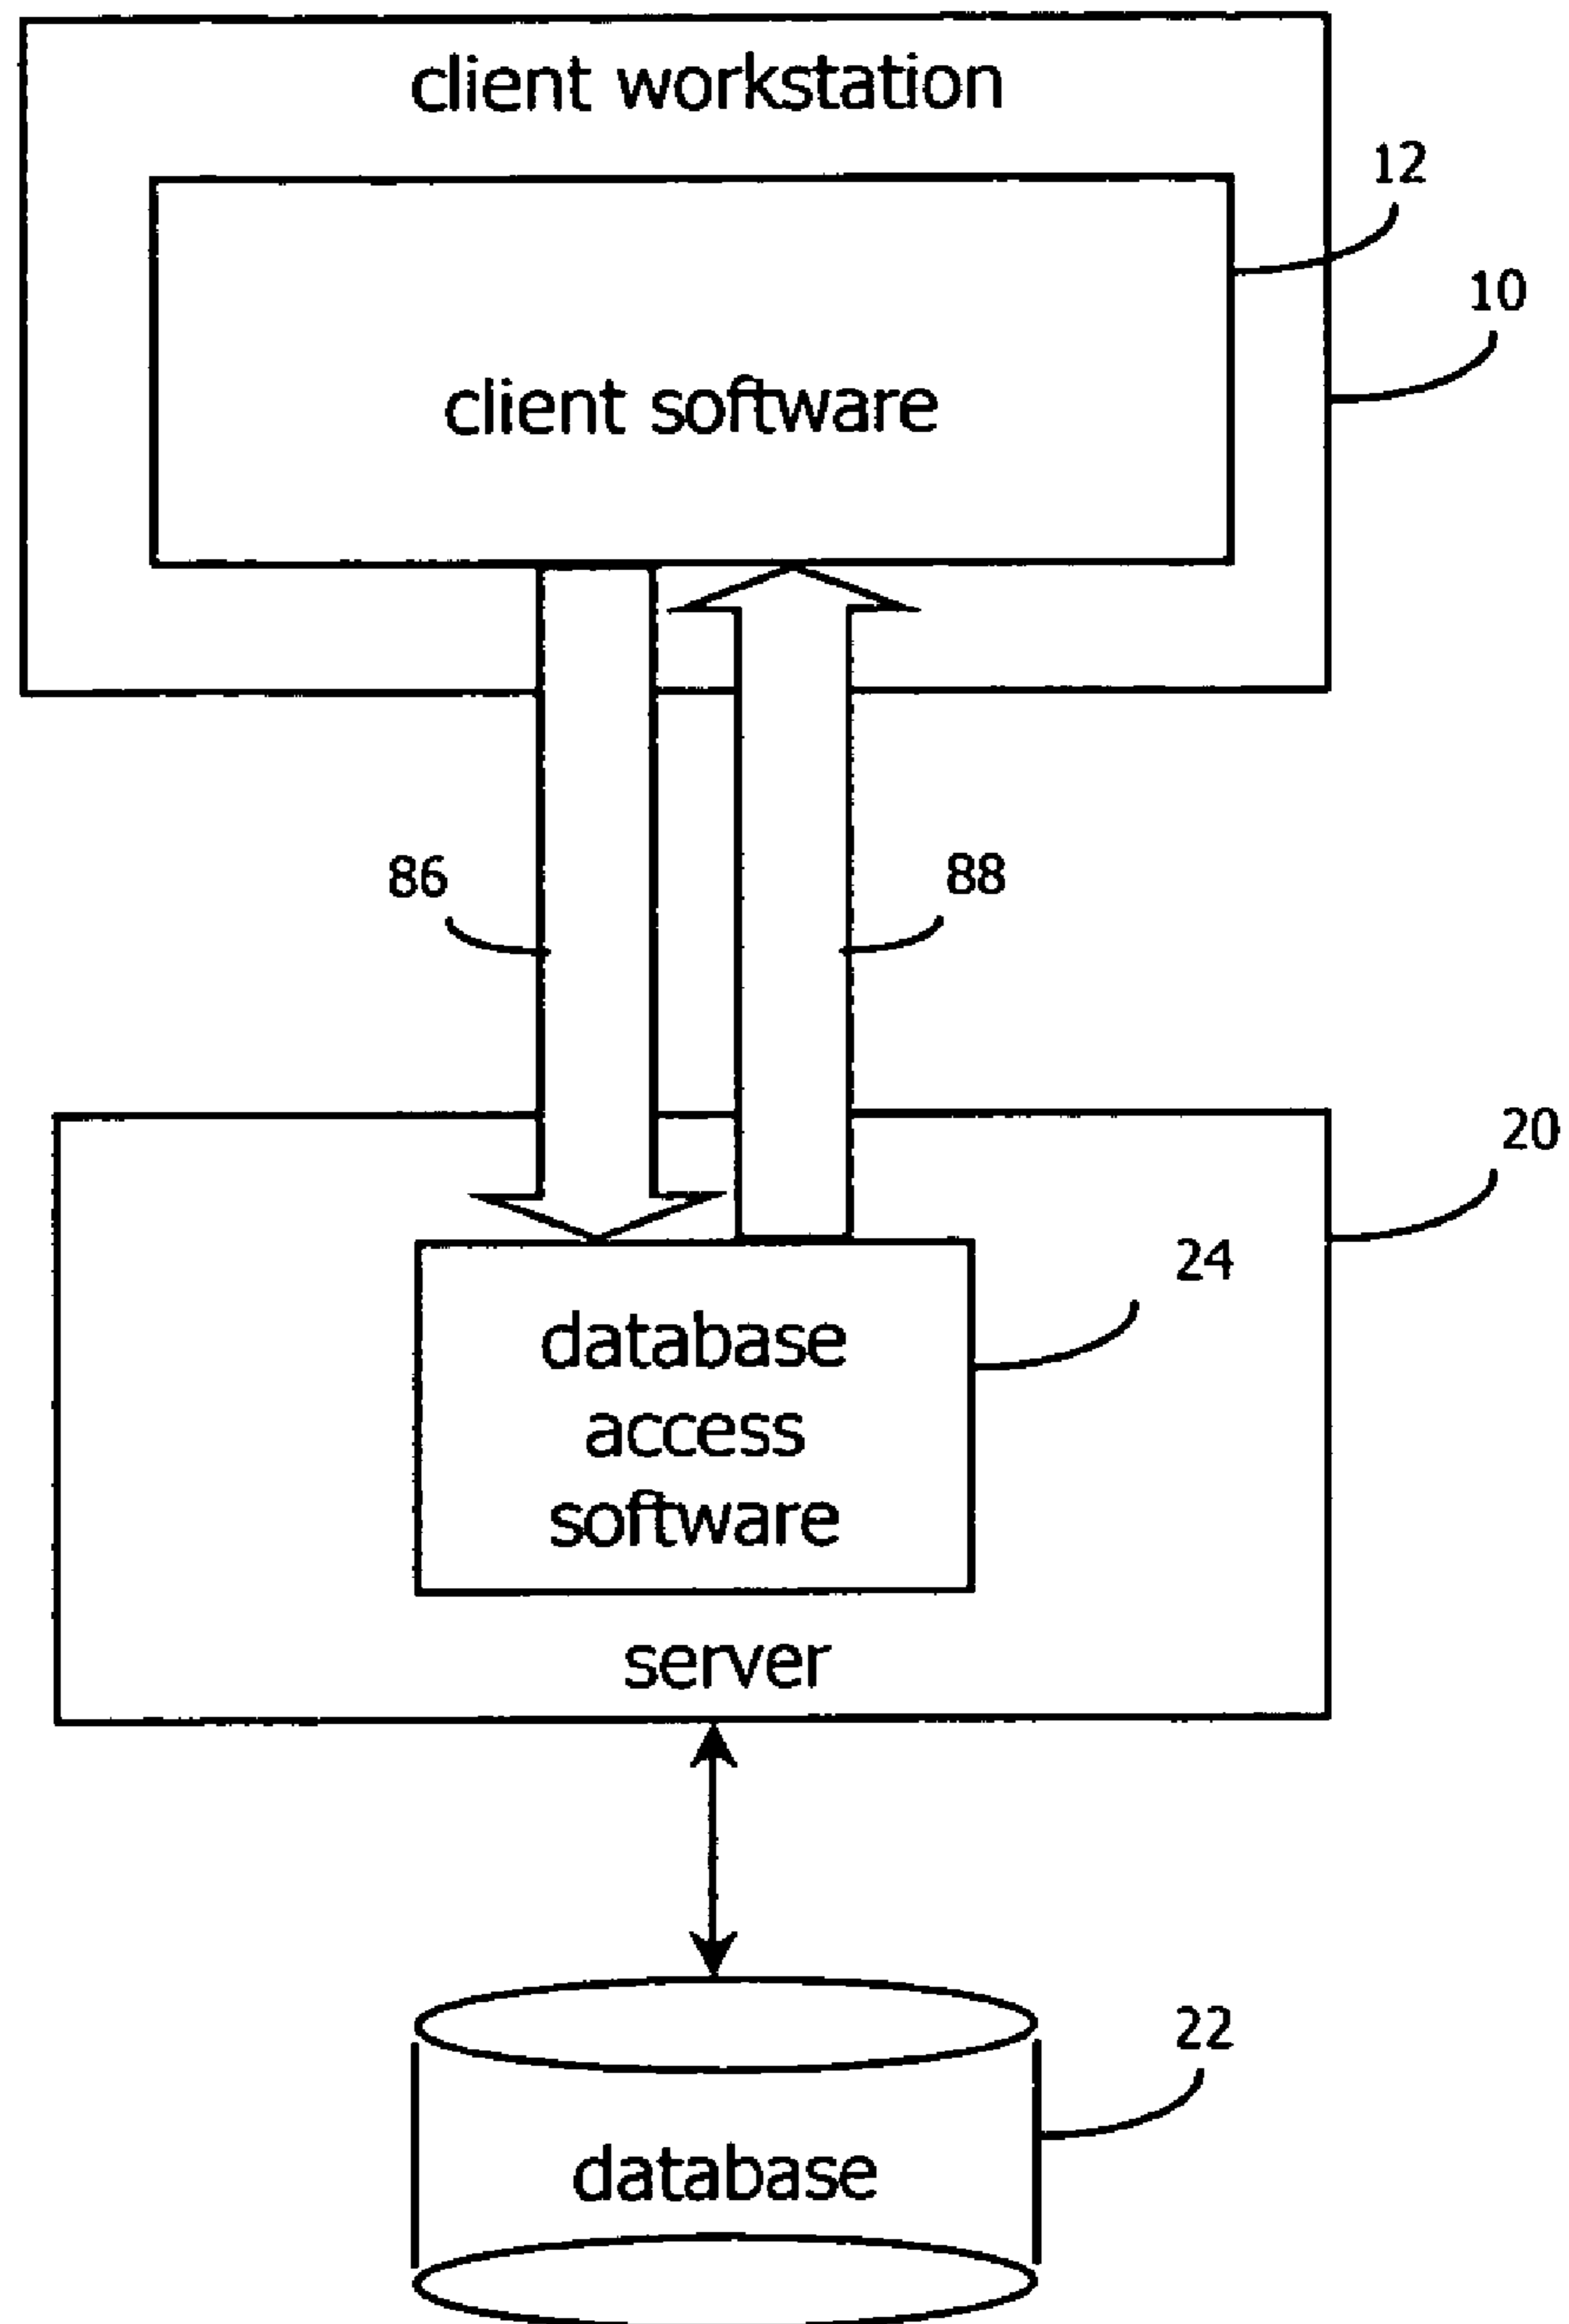 client workstation
12
10
client software
86
88
20
24
database
access
software
server
22
database